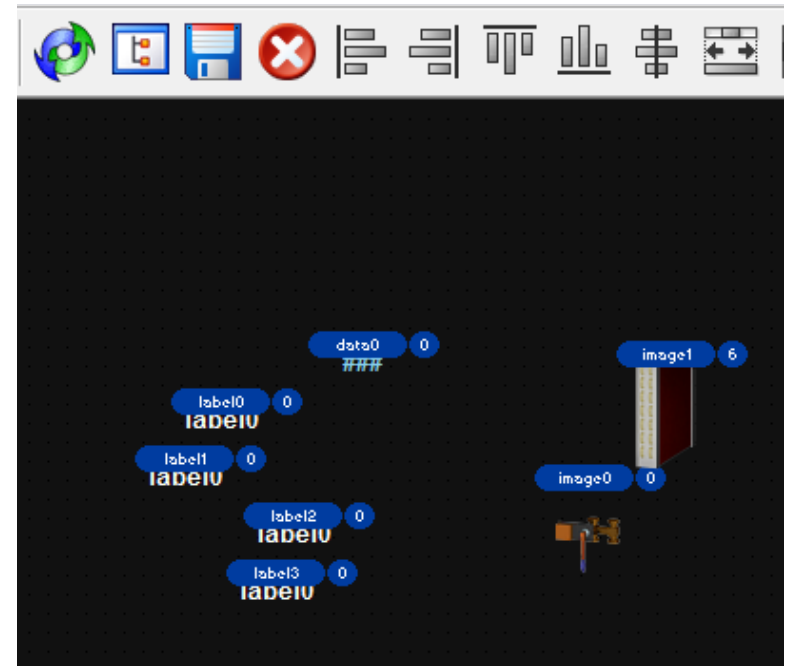 data0 0
###
image1 6
label0 0
label0
label1 0
label0
image0 0
label2 0
label0
label3 0
label0